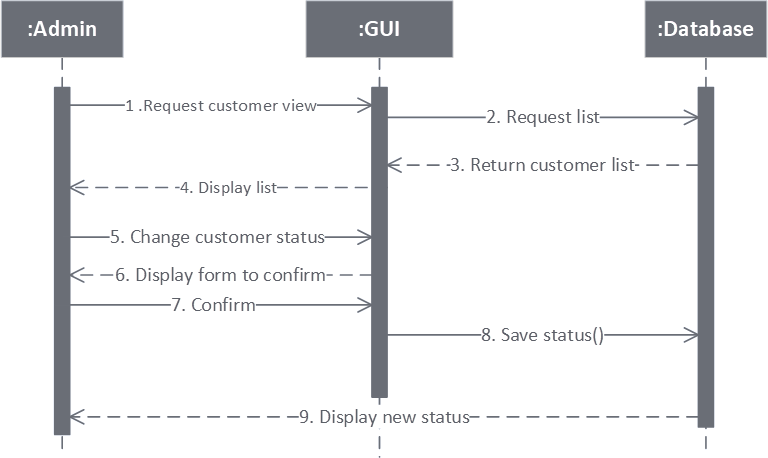 :Admin
:GUI
:Database
1 .Request customer view
2. Request list
3. Return customer list
4. Display list
5. Change customer status
6. Display form to confirm
7. Confirm
8. Save status()
9. Display new status